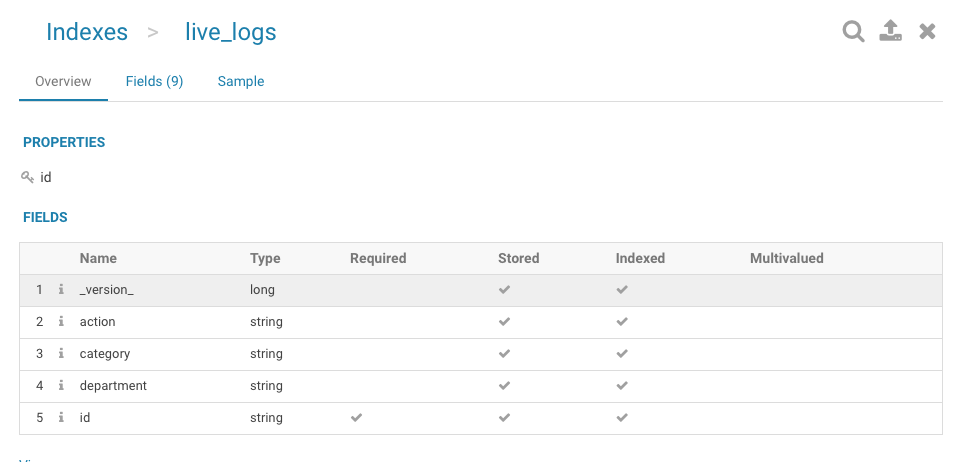 Indexes > live_logs
Overview Fields (9) Sample
PROPERTIES
id
FIELDS
Name Type Required Stored Indexed Multivalued
1 i _version_ long
2 i action string
3 i category string
4 i department string
5 i id string